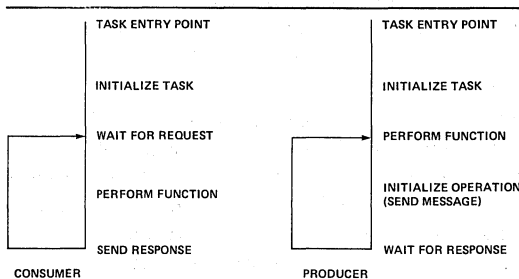 TASK ENTRY POINT
INITIALIZE TASK
WAIT FOR REQUEST
PERFORM FUNCTION
SEND RESPONSE
CONSUMER
TASK ENTRY POINT
INITIALIZE TASK
PERFORM FUNCTION
INITIALIZE OPERATION
(SEND MESSAGE)
WAIT FOR RESPONSE
PRODUCER